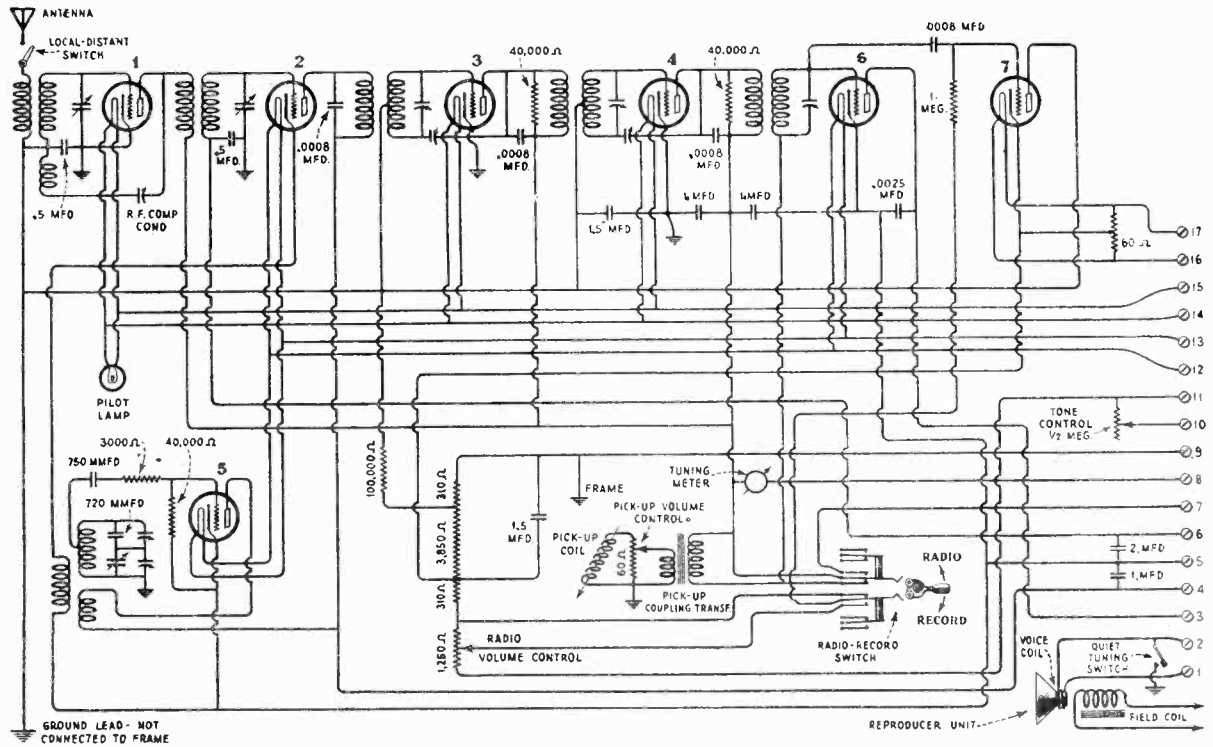 ANTENNA
LOCAL-DISTANT
SWITCH
1
2
3
4
6
7
40,000 Ω
40,000 Ω
.0008 MFD
1.
MEG.
.5
MFD.
.0008
MFD.
.0008
MFD.
.0008
MFD
.5 MFD
R.F. COMP
COND
1.5 MFD
4 MFD
4 MFD
.0025
MFD
60 Ω
17
16
15
14
13
12
11
10
9
8
7
6
5
4
3
2
1
PILOT
LAMP
TONE
CONTROL
1/2 MEG.
3000 Ω
40,000 Ω
750 MMFD
5
720 MMFD
100,000 Ω
310 Ω
3,850 Ω
310 Ω
1,250 Ω
1.5
MFD
FRAME
TUNING
METER
PICK-UP VOLUME
CONTROL
PICK-UP
COIL
60 Ω
PICK-UP
COUPLING TRANSF.
RADIO
RECORD
RADIO-RECORD
SWITCH
RADIO
VOLUME CONTROL
2. MFD
1. MFD
VOICE
COIL
QUIET
TUNING
SWITCH
REPRODUCER UNIT
FIELD COIL
GROUND LEAD - NOT
CONNECTED TO FRAME